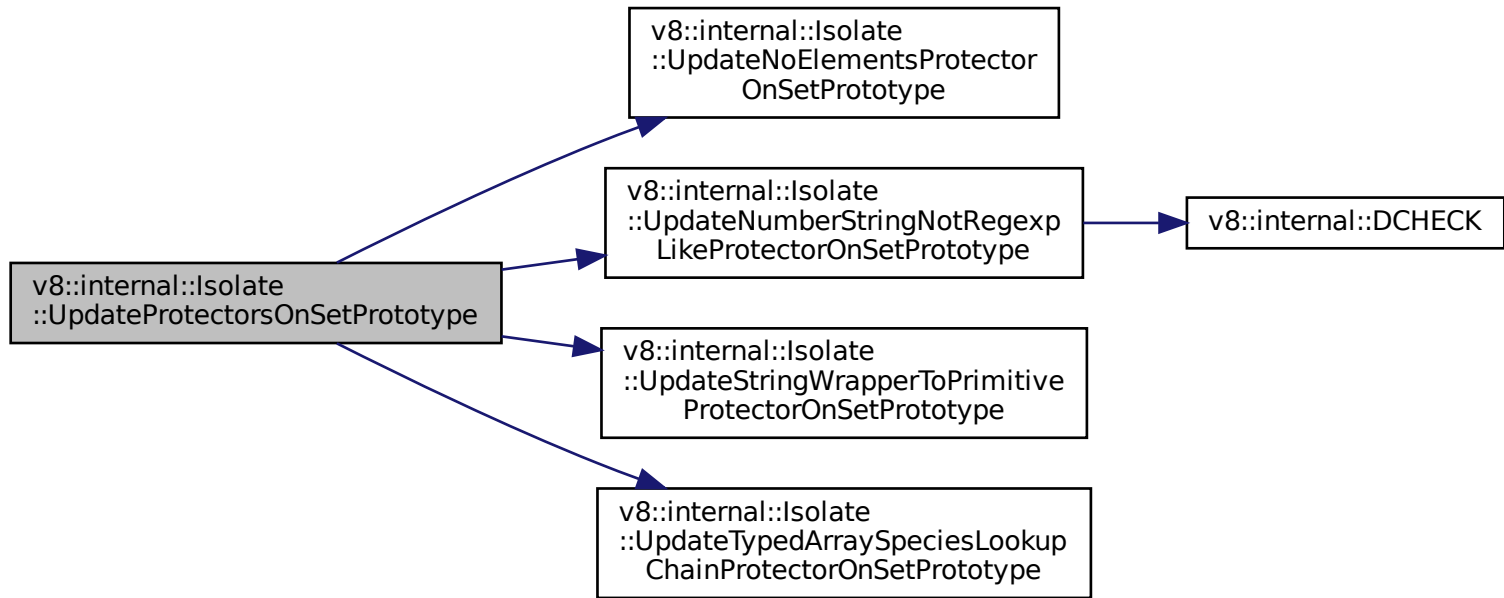 v8::internal::Isolate
::UpdateNoElementsProtector
OnSetPrototype
v8::internal::Isolate
::UpdateNumberStringNotRegexp
LikeProtectorOnSetPrototype
v8::internal::DCHECK
v8::internal::Isolate
::UpdateProtectorsOnSetPrototype
v8::internal::Isolate
::UpdateStringWrapperToPrimitive
ProtectorOnSetPrototype
v8::internal::Isolate
::UpdateTypedArraySpeciesLookup
ChainProtectorOnSetPrototype